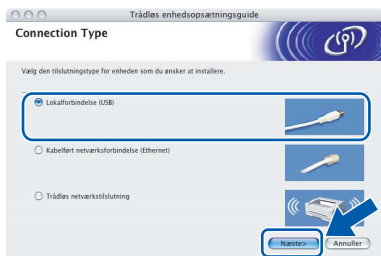 Trådløs enhedsopsætningsguide
Connection Type
Vælg den tilslutningstype for enheden som du ønsker at installere.
Lokalforbindelse (USB)
Kabelført netværksforbindelse (Ethernet)
Trådløs netværkstilslutning
Næste>
Annuller